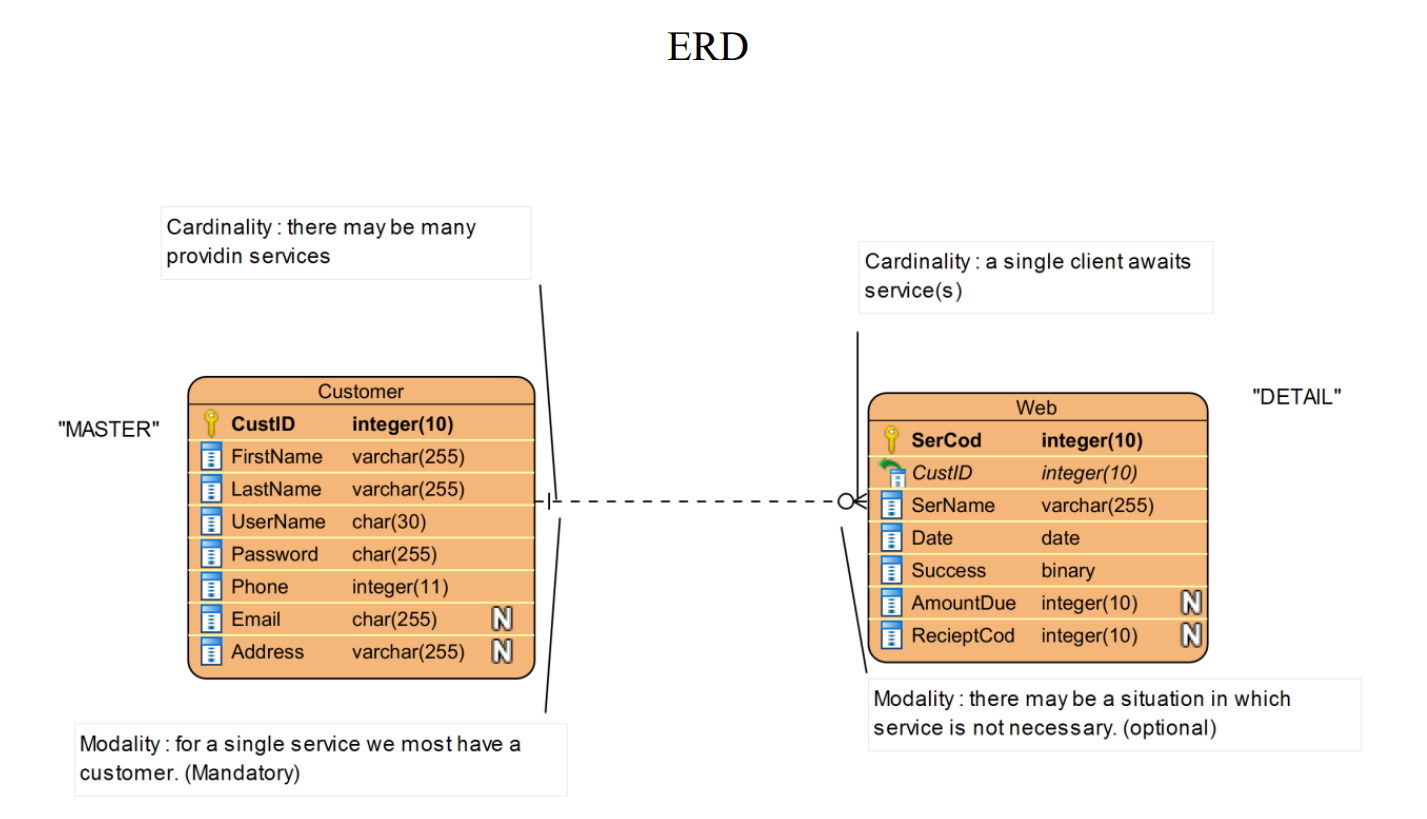 ERD
Cardinality : there may be many
providin services
Cardinality : a single client awaits
service(s)
"MASTER"
"DETAIL"
Customer
CustID integer(10)
FirstName varchar(255)
LastName varchar(255)
UserName char(30)
Password char(255)
Phone integer(11)
Email char(255) N
Address varchar(255) N
Web
SerCod integer(10)
CustID integer(10)
SerName varchar(255)
Date date
Success binary
AmountDue integer(10) N
RecieptCod integer(10) N
Modality : for a single service we most have a
customer. (Mandatory)
Modality : there may be a situation in which
service is not necessary. (optional)